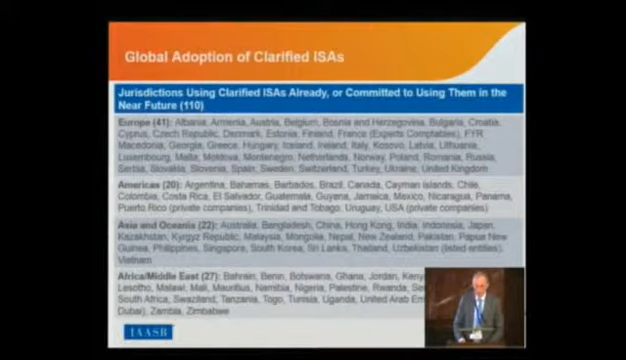 Global Adoption of Clarified ISAs
Jurisdictions Using Clarified ISAs Already, or Committed to Using Them in the
Near Future (110)
Europe (41): Albania, Armenia, Austria, Belgium, Bosnia and Herzegovina, Bulgaria, Croatia,
Cyprus, Czech Republic, Denmark, Estonia, Finland, France (Experts Comptables), FYR
Macedonia, Georgia, Greece, Hungary, Iceland, Ireland, Italy, Kosovo, Latvia, Lithuania,
Luxembourg, Malta, Moldova, Montenegro, Netherlands, Norway, Poland, Romania, Russia,
Serbia, Slovakia, Slovenia, Spain, Sweden, Switzerland, Turkey, Ukraine, United Kingdom
Americas (20): Argentina, Bahamas, Barbados, Brazil, Canada, Cayman Islands, Chile,
Colombia, Costa Rica, El Salvador, Guatemala, Guyana, Jamaica, Mexico, Nicaragua, Panama,
Puerto Rico (private companies), Trinidad and Tobago, Uruguay, USA (private companies)
Asia and Oceania (22): Australia, Bangladesh, China, Hong Kong, India, Indonesia, Japan,
Kazakhstan, Kyrgyz Republic, Malaysia, Mongolia, Nepal, New Zealand, Pakistan, Papua New
Guinea, Philippines, Singapore, South Korea, Sri Lanka, Thailand, Uzbekistan (listed entities),
Vietnam
Africa/Middle East (27): Bahrain, Benin, Botswana, Ghana, Jordan, Keny
Lesotho, Malawi, Mali, Mauritius, Namibia, Nigeria, Palestine, Rwanda, Se
South Africa, Swaziland, Tanzania, Togo, Tunisia, Uganda, United Arab Em
Dubai), Zambia, Zimbabwe
IAASB